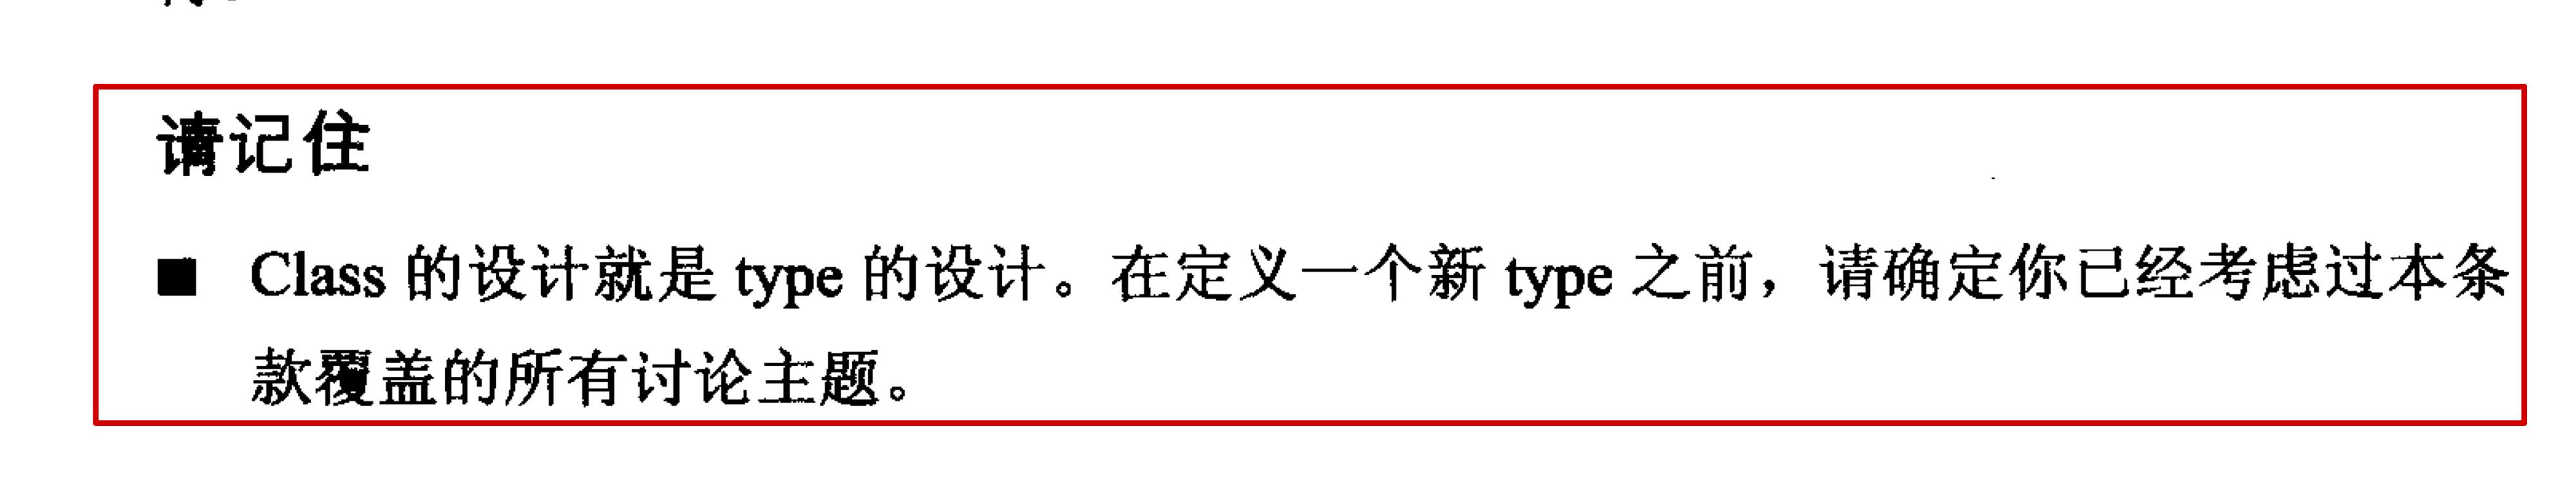 请记住
■ Class 的设计就是 type 的设计。在定义一个新 type 之前，请确定你已经考虑过本条
款覆盖的所有讨论主题。